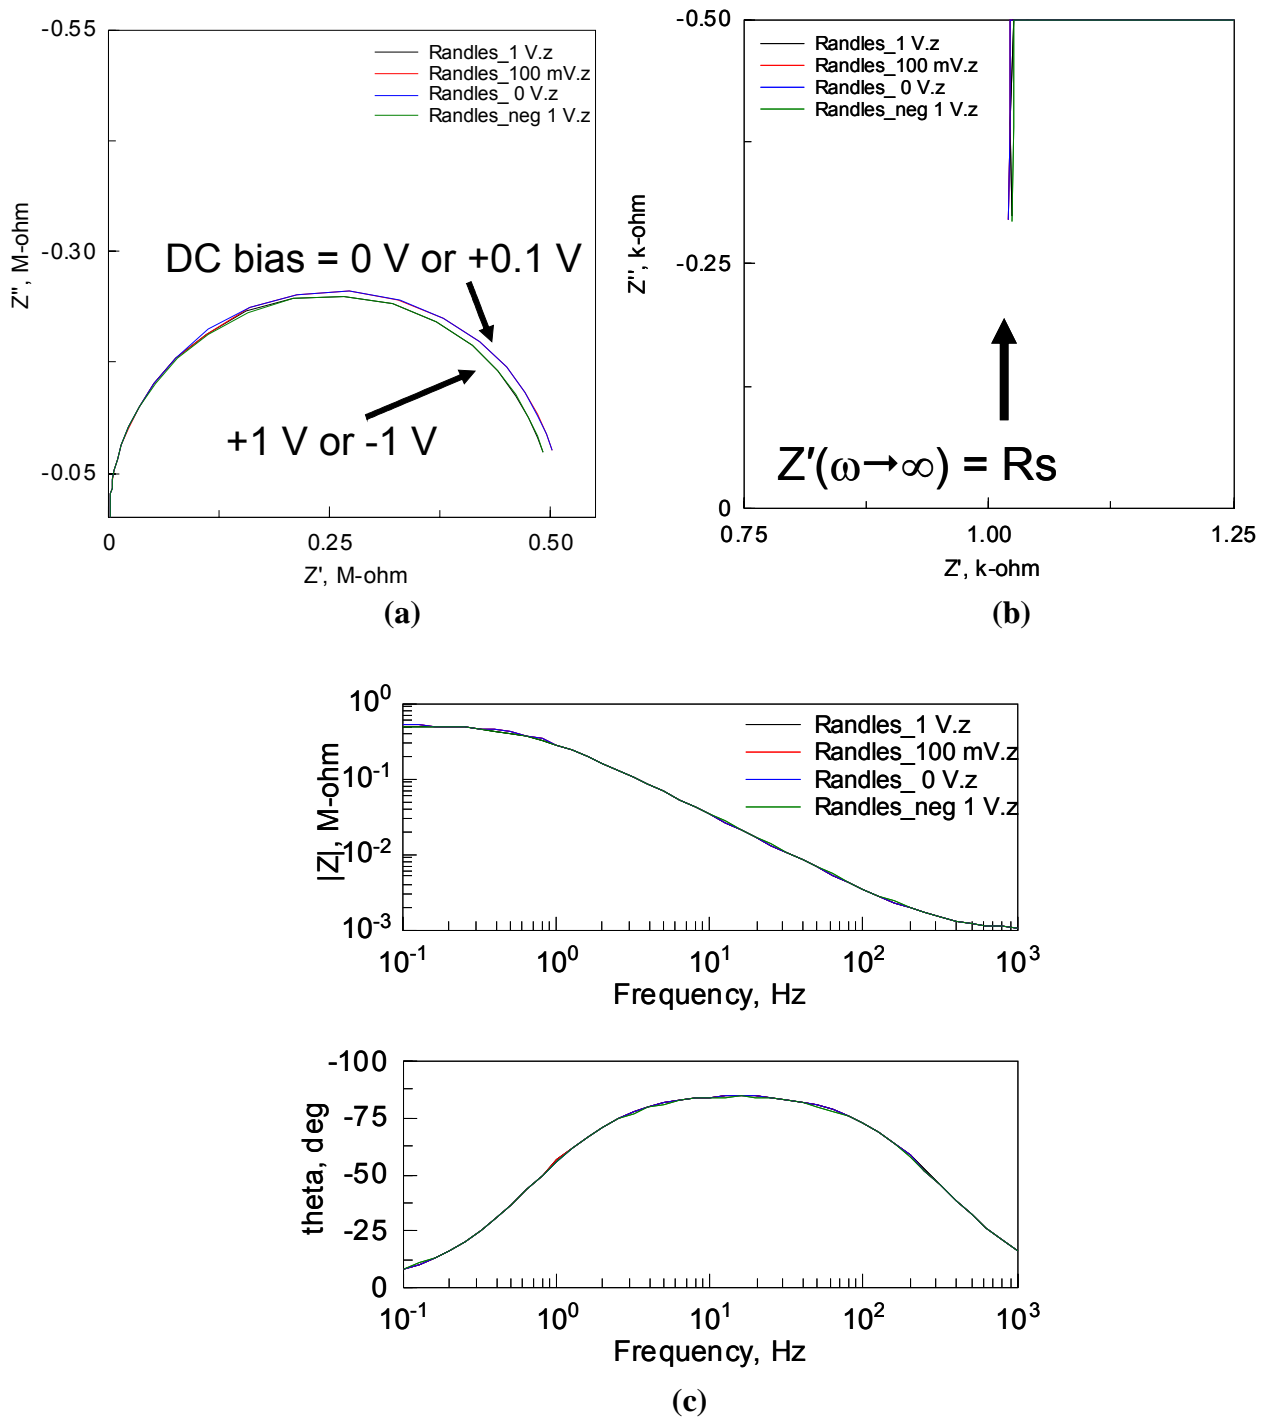 -0.55
Randles_1 V.z
Randles_100 mV.z
Randles_ 0 V.z
Randles_neg 1 V.z
Z'', M-ohm
-0.30
DC bias = 0 V or +0.1 V
+1 V or -1 V
-0.05
0
0.25
0.50
Z', M-ohm
(a)
-0.50
Randles_1 V.z
Randles_100 mV.z
Randles_ 0 V.z
Randles_neg 1 V.z
Z'', k-ohm
-0.25
Z'(ω→∞) = Rs
0
0.75
1.00
1.25
Z', k-ohm
(b)
10^0
Randles_1 V.z
Randles_100 mV.z
Randles_ 0 V.z
Randles_neg 1 V.z
|Z|, M-ohm
10^-1
10^-2
10^-3
10^-1
10^0
10^1
10^2
10^3
Frequency, Hz
-100
-75
-50
-25
0
theta, deg
10^-1
10^0
10^1
10^2
10^3
Frequency, Hz
(c)